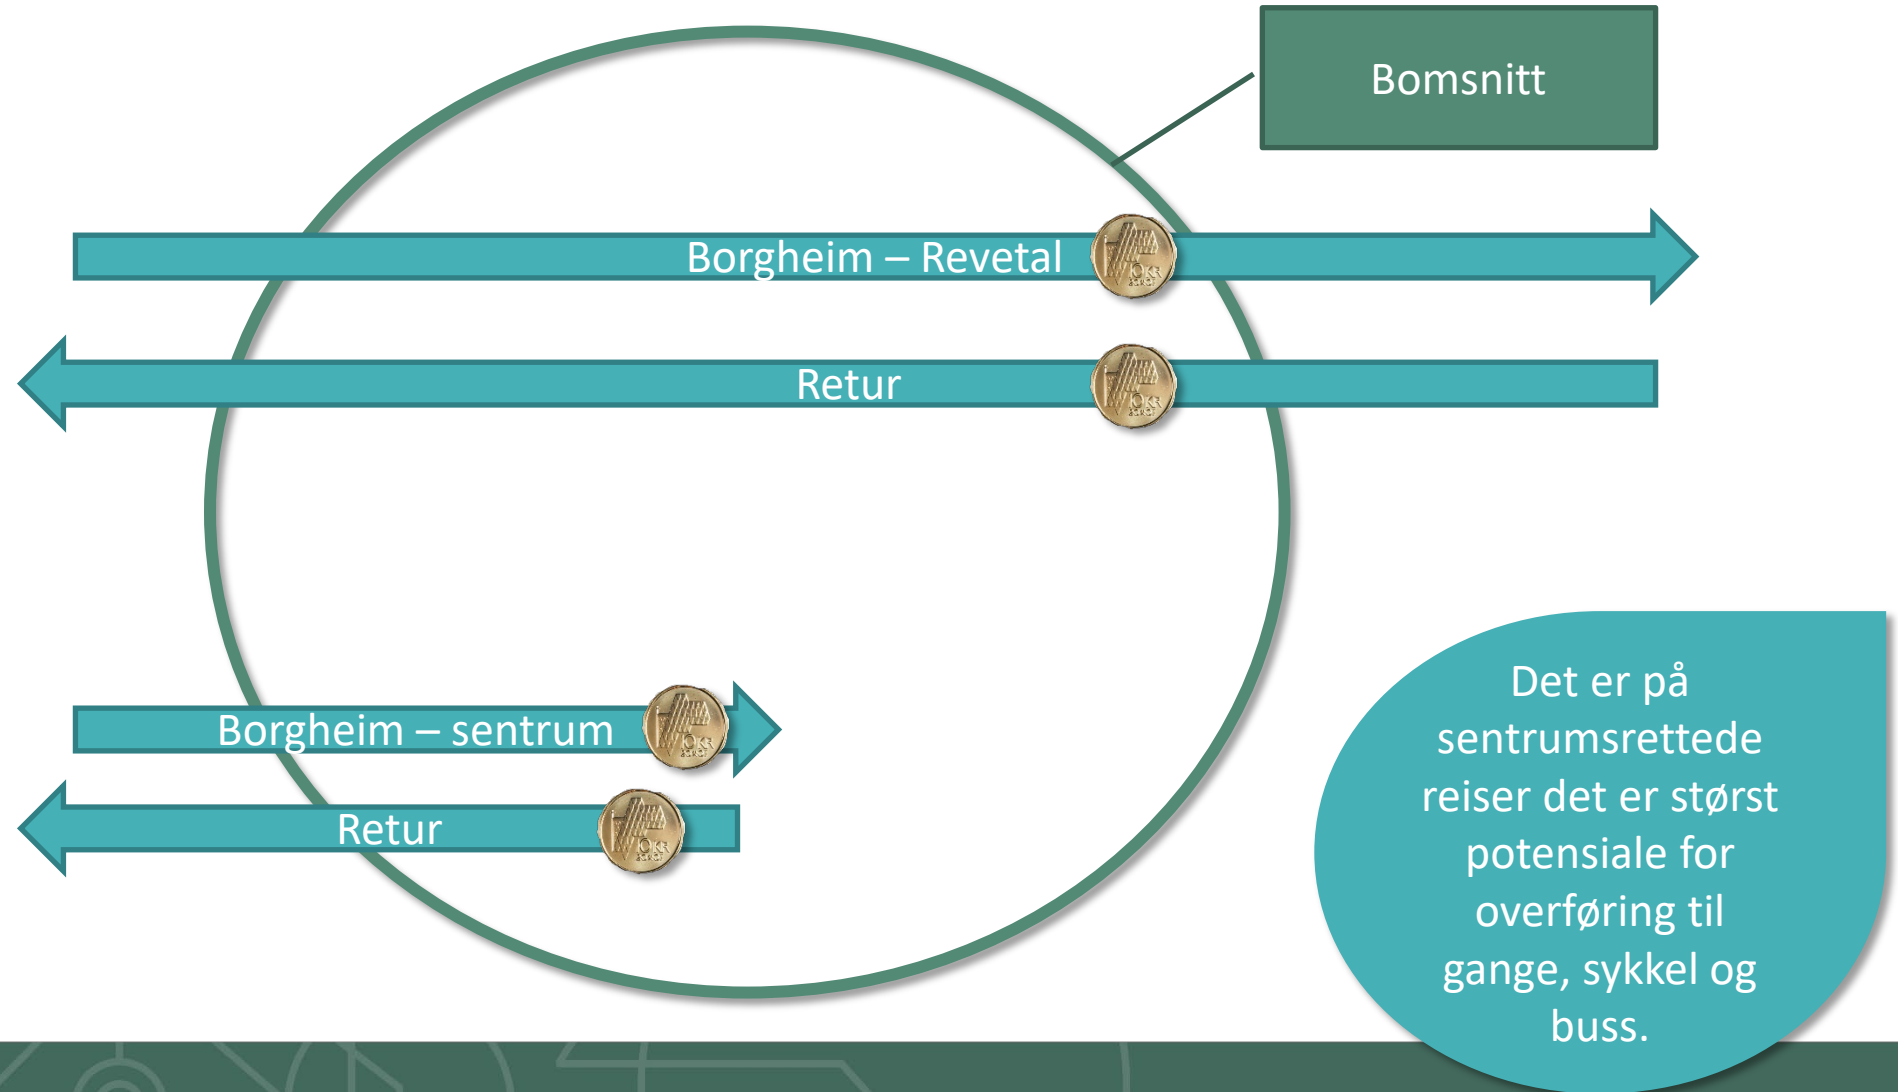 Bomsnitt
Borgheim – Revetal
Retur
Borgheim – sentrum
Retur
Det er på
sentrumsrettede
reiser det er størst
potensiale for
overføring til
gange, sykkel og
buss.